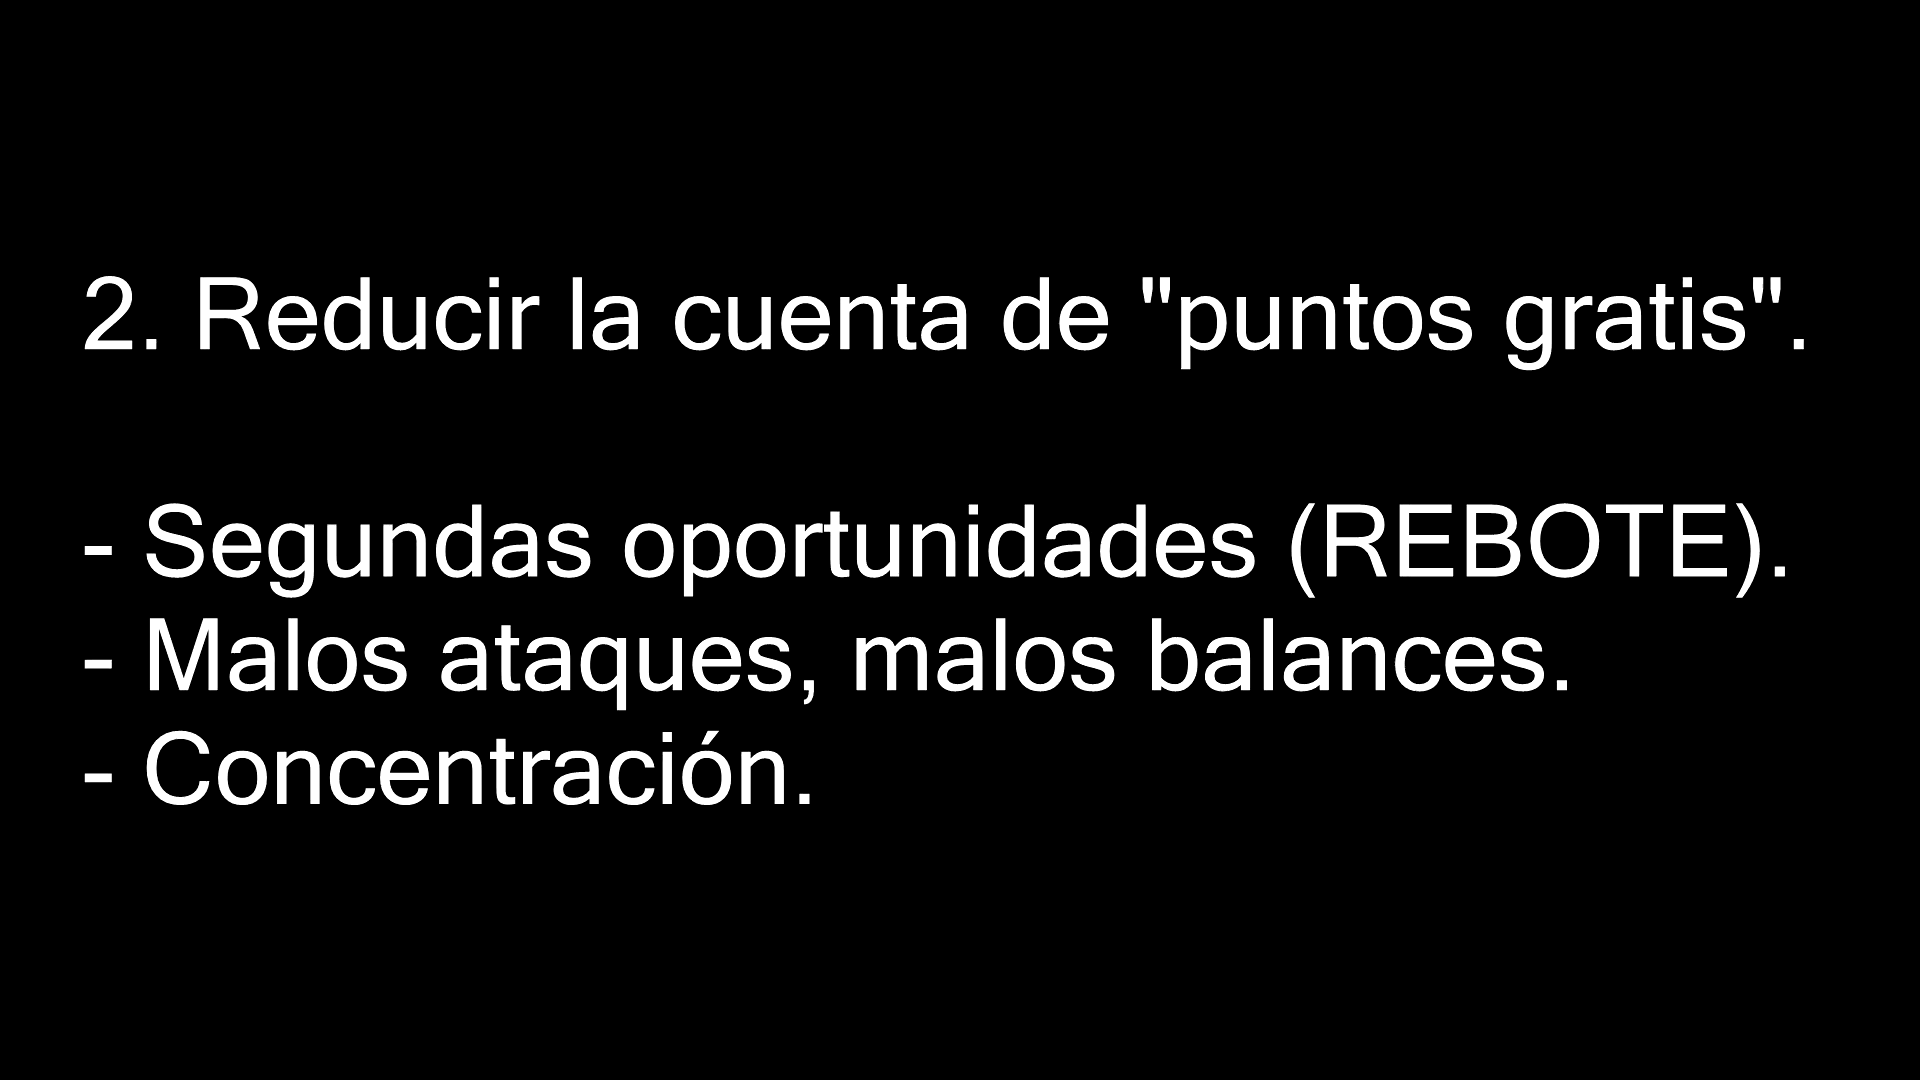 2. Reducir la cuenta de "puntos gratis".
- Segundas oportunidades (REBOTE).
- Malos ataques, malos balances.
- Concentración.